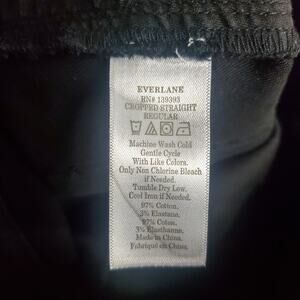 EVERLANE
RN# 139393
CROPPED STRAIGHT
REGULAR
Machine Wash Cold
Gentle Cycle
With Like Colors.
Only Non Chlorine Bleach
if Needed.
Tumble Dry Low.
Cool Iron if Needed.
97% Cotton.
3% Elastane.
97% Coton.
3% Elasthanne.
Made in China.
Fabriqué en China.